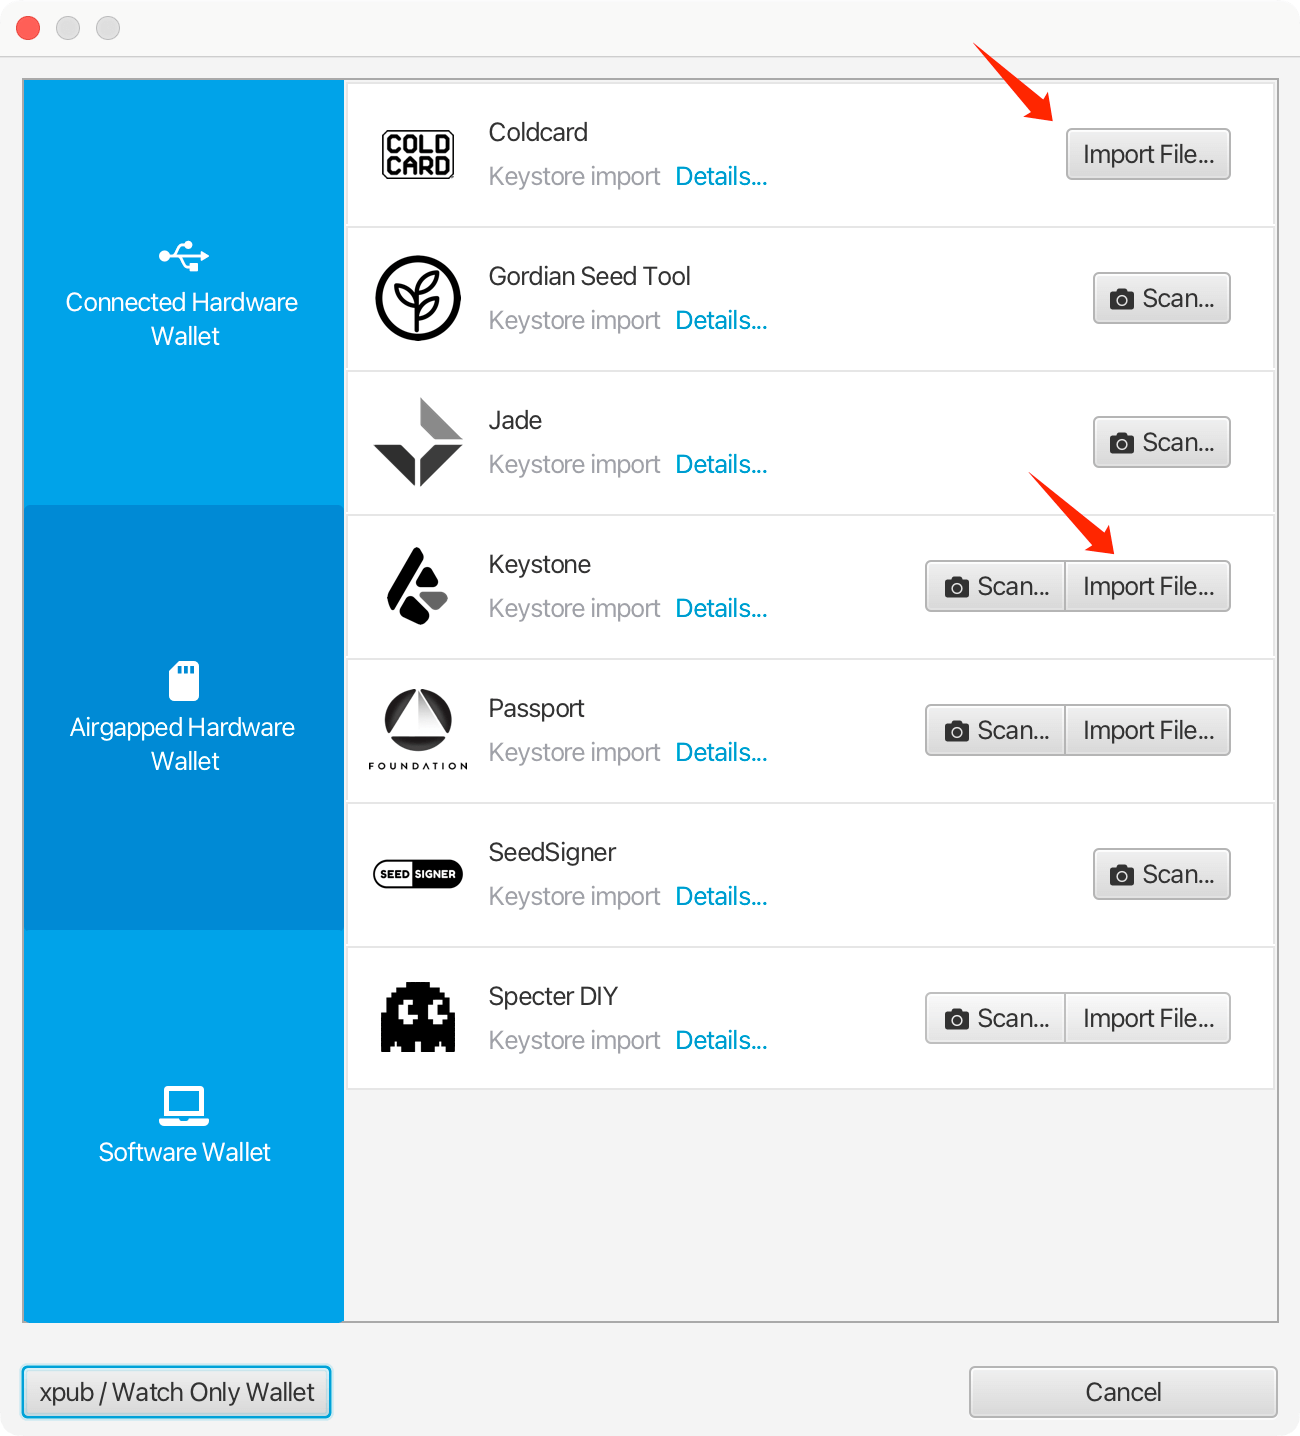 Connected Hardware
Wallet
Airgapped Hardware
Wallet
Software Wallet
COLD
CARD
Coldcard
Keystore import Details...
Import File...
Gordian Seed Tool
Keystore import Details...
Scan...
Jade
Keystore import Details...
Scan...
Keystone
Keystore import Details...
Scan... Import File...
FOUNDATION
Passport
Keystore import Details...
Scan... Import File...
SEED SIGNER
SeedSigner
Keystore import Details...
Scan...
Specter DIY
Keystore import Details...
Scan... Import File...
xpub / Watch Only Wallet
Cancel